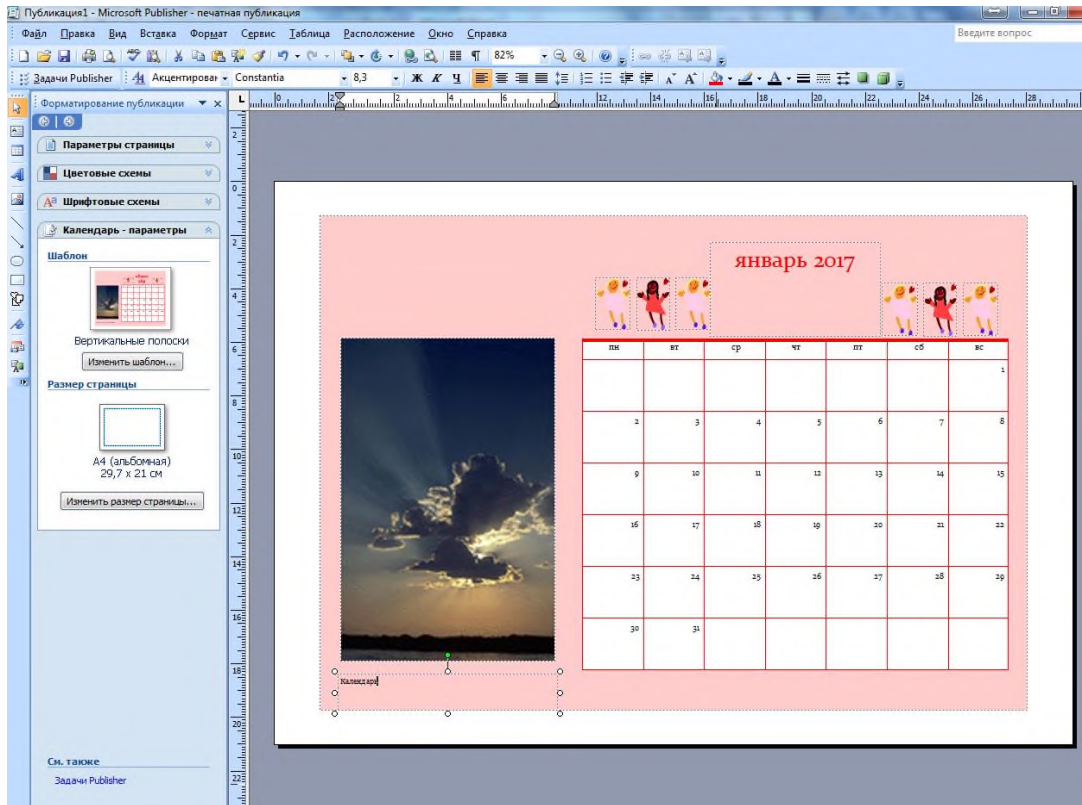 Публикация1 - Microsoft Publisher - печатная публикация
Файл Правка Вид Вставка Формат Сервис Таблица Расположение Окно Справка
Введите вопрос
82%
Задачи Publisher
Акцентирован
Constantia
8,3
Ж К Ч
Форматирование публикации
Параметры страницы
Цветовые схемы
Шрифтовые схемы
Календарь - параметры
Шаблон
Вертикальные полоски
Изменить шаблон...
Размер страницы
A4 (альбомная)
29,7 x 21 см
Изменить размер страницы...
См. также
Задачи Publisher
январь 2017
пн вт ср чт пт сб вс
1
2 3 4 5 6 7 8
9 10 11 12 13 14 15
16 17 18 19 20 21 22
23 24 25 26 27 28 29
30 31
Календарь